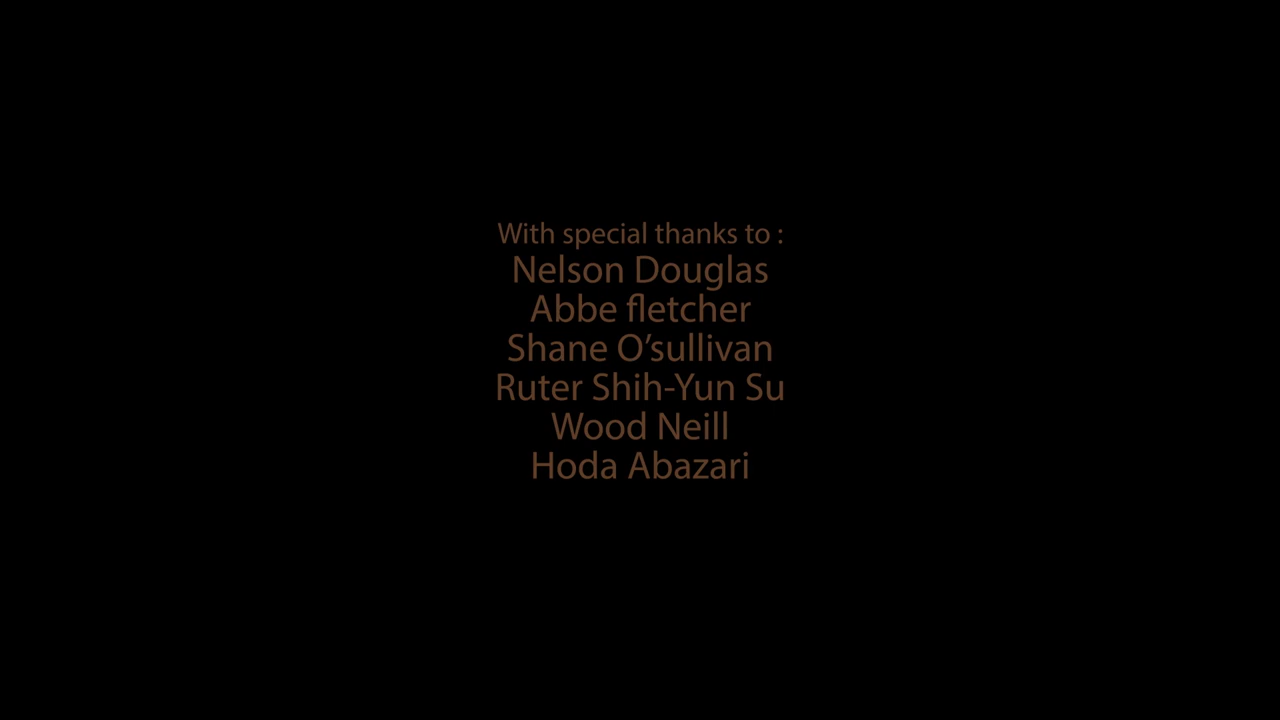 With special thanks to :
Nelson Douglas
Abbe fletcher
Shane O’sullivan
Ruter Shih-Yun Su
Wood Neill
Hoda Abazari